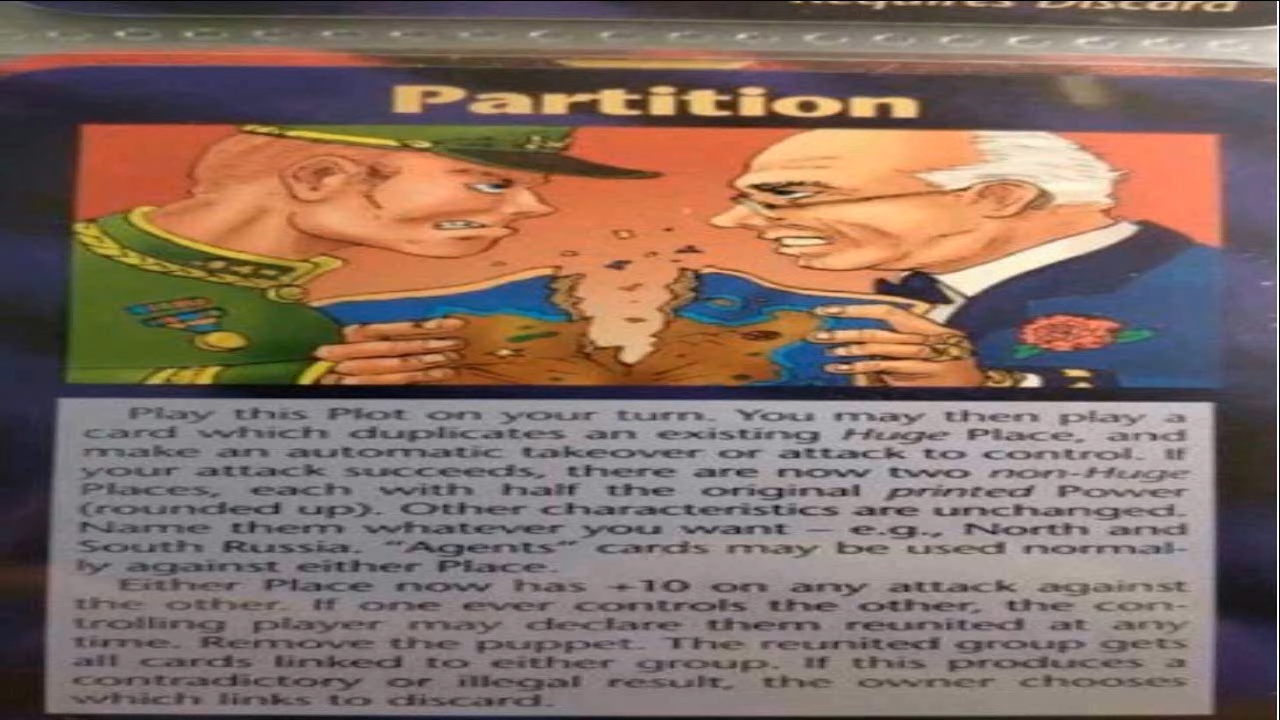 Requires Discard
Partition
Play this Plot on your turn. You may then play a
card which duplicates an existing Huge Place, and
make an automatic takeover or attack to control. If
your attack succeeds, there are now two non-Huge
Places, each with half the original printed Power
(rounded up). Other characteristics are unchanged.
Name them whatever you want – e.g., North and
South Russia. “Agents” cards may be used normal-
ly against either Place.
Either Place now has +10 on any attack against
the other. If one ever controls the other, the con-
trolling player may declare them reunited at any
time. Remove the puppet. The reunited group gets
all cards linked to either group. If this produces a
contradictory or illegal result, the owner chooses
which links to discard.